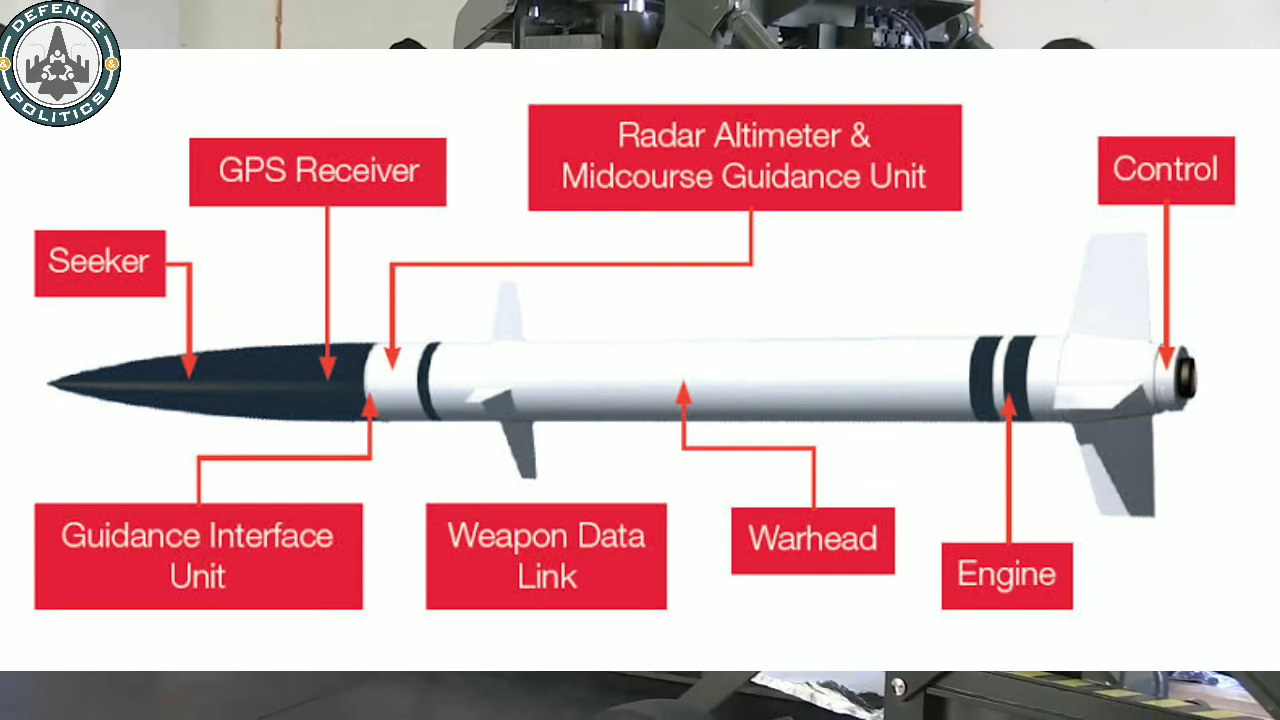 DEFENCE
&
&
POLITICS
Radar Altimeter &
Midcourse Guidance Unit
GPS Receiver
Control
Seeker
Guidance Interface
Unit
Weapon Data
Link
Warhead
Engine